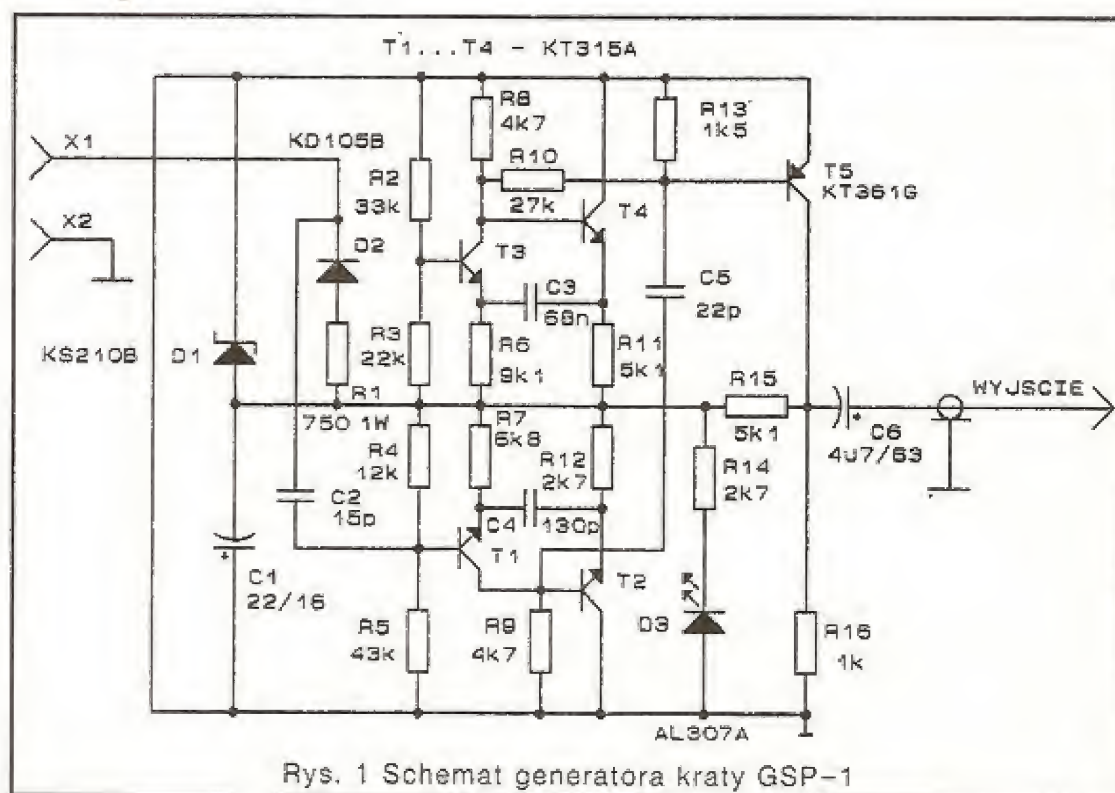 T1...T4 - KT315A
X1
KD105B
R8
4k7
R13
1k5
R10
27k
T5
KT361G
R2
33k
T4
X2
D2
T3
C3
68n
C5
22p
KS210B
D1
R3
22k
R6
9k1
R11
5k1
R15
5k1
WYJSCIE
R1
750 1W
R7
6k8
C6
4U7/63
R4
12k
R12
2k7
R14
2k7
C2
15p
C4
130p
T1
C1
22/16
T2
D3
R5
43k
R9
4k7
R16
1k
AL307A
Rys. 1 Schemat generatora kraty GSP-1